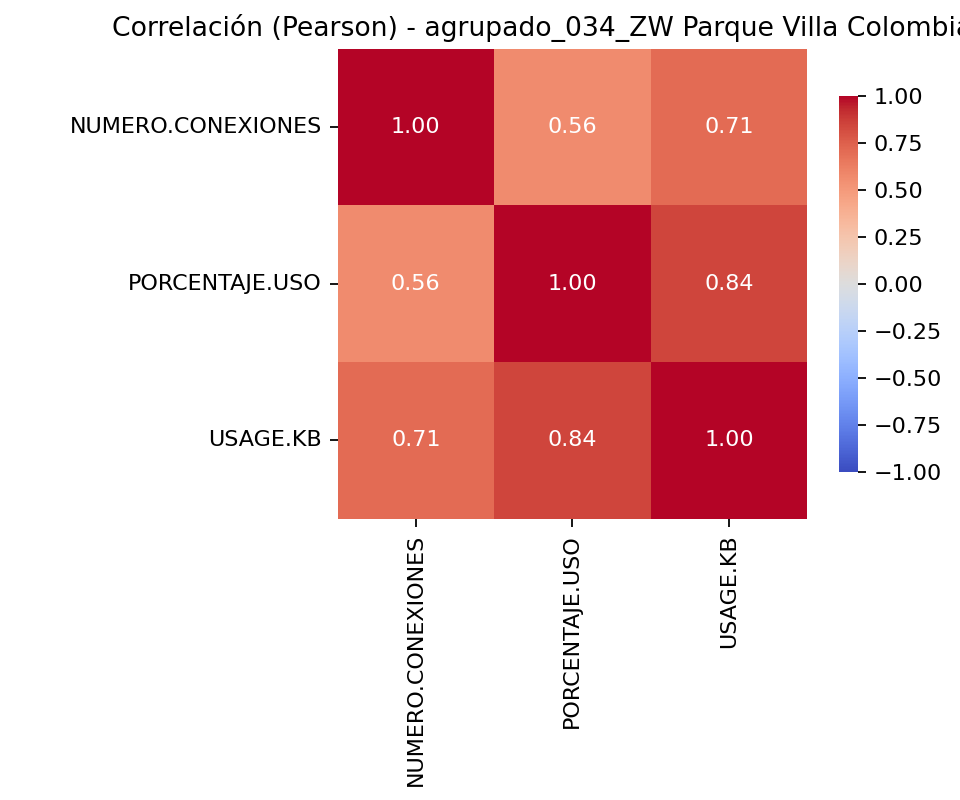 Correlación (Pearson) - agrupado_034_ZW Parque Villa Colombia
1.00
0.75
0.50
0.25
0.00
−0.25
−0.50
−0.75
−1.00
NUMERO.CONEXIONES 1.00 0.56 0.71
PORCENTAJE.USO 0.56 1.00 0.84
USAGE.KB 0.71 0.84 1.00
NUMERO.CONEXIONES
PORCENTAJE.USO
USAGE.KB